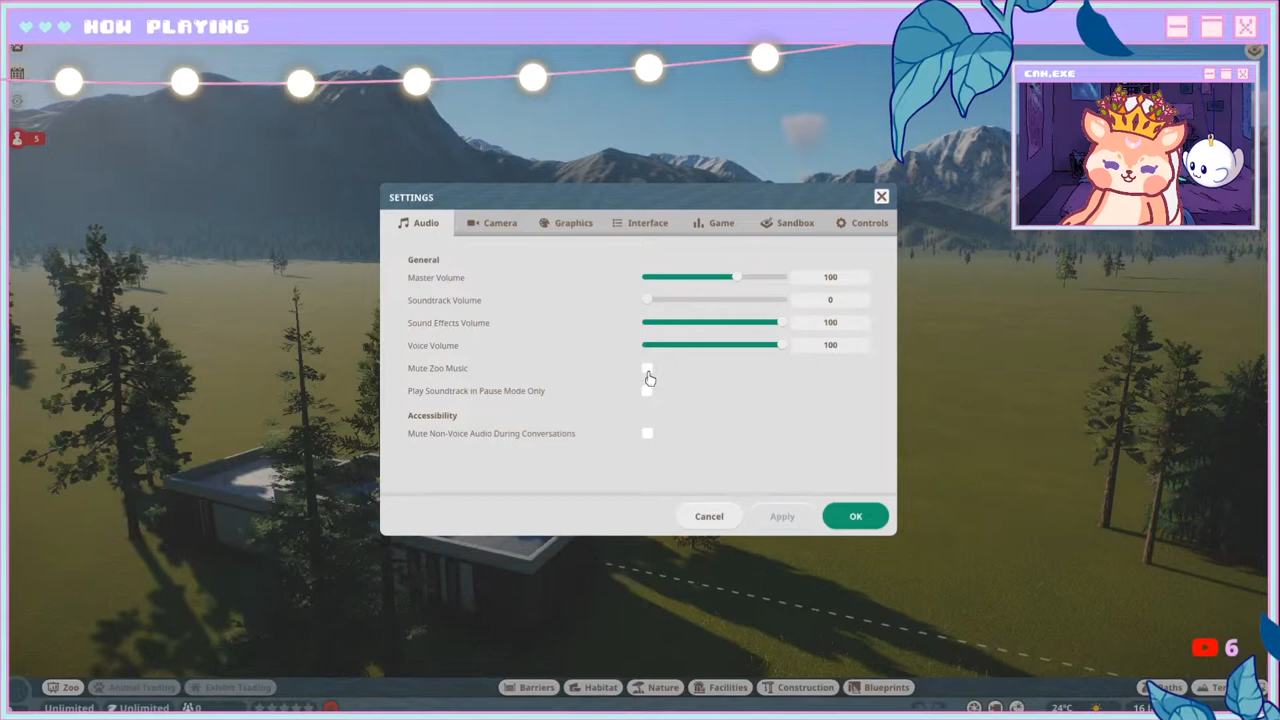 NOW PLAYING
CAM.EXE
5
SETTINGS
Audio
Camera
Graphics
Interface
Game
Sandbox
Controls
General
Master Volume 100
Soundtrack Volume 0
Sound Effects Volume 100
Voice Volume 100
Mute Zoo Music
Play Soundtrack in Pause Mode Only
Accessibility
Mute Non-Voice Audio During Conversations
Cancel
Apply
OK
6
Zoo
Animal Trading
Exhibit Trading
Barriers
Habitat
Nature
Facilities
Construction
Blueprints
Unlimited
Unlimited
0
24°C